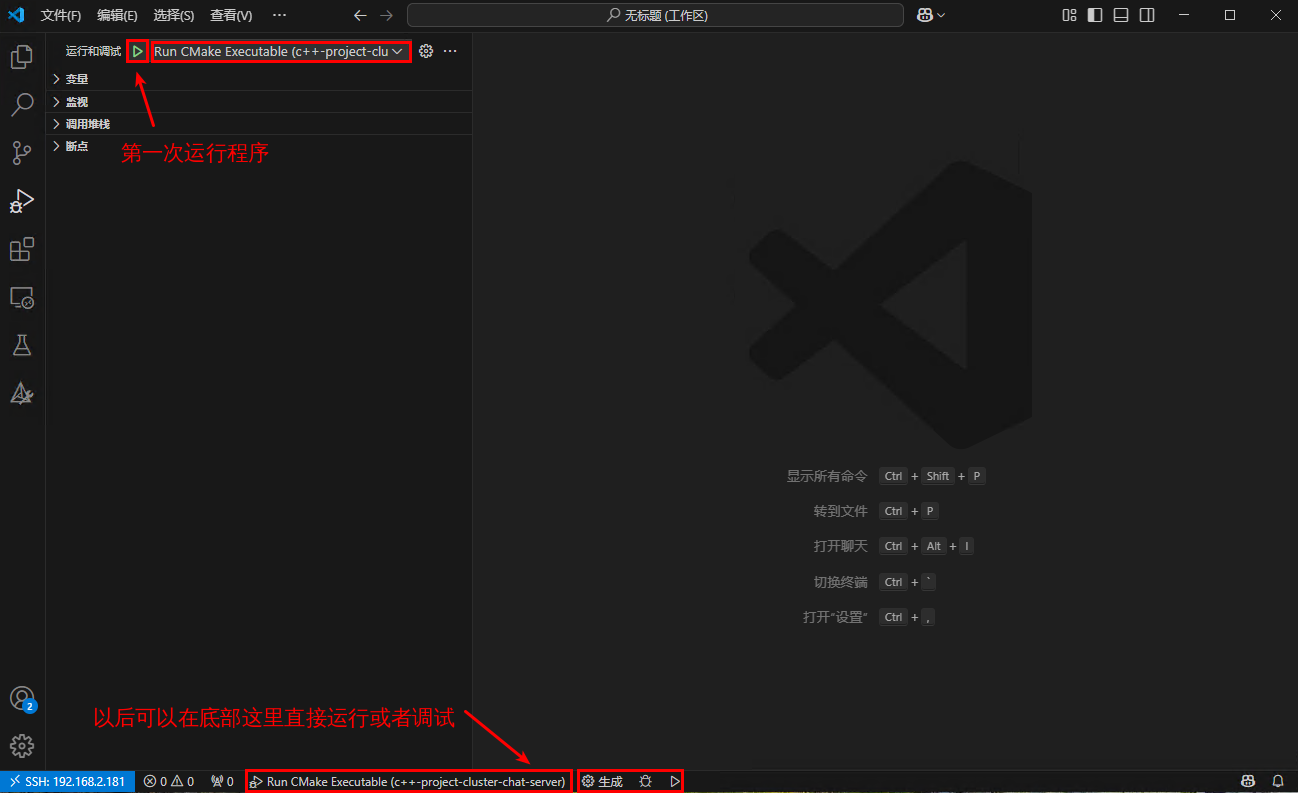 文件(F) 编辑(E) 选择(S) 查看(V) ··· 无标题 (工作区)
运行和调试 Run CMake Executable (c++-project-clu ···
变量
监视
调用堆栈
断点
第一次运行程序
显示所有命令 Ctrl + Shift + P
转到文件 Ctrl + P
打开聊天 Ctrl + Alt + I
切换终端 Ctrl + `
打开“设置” Ctrl + ,
2
以后可以在底部这里直接运行或者调试
SSH: 192.168.2.181 0 0 0 Run CMake Executable (c++-project-cluster-chat-server) 生成